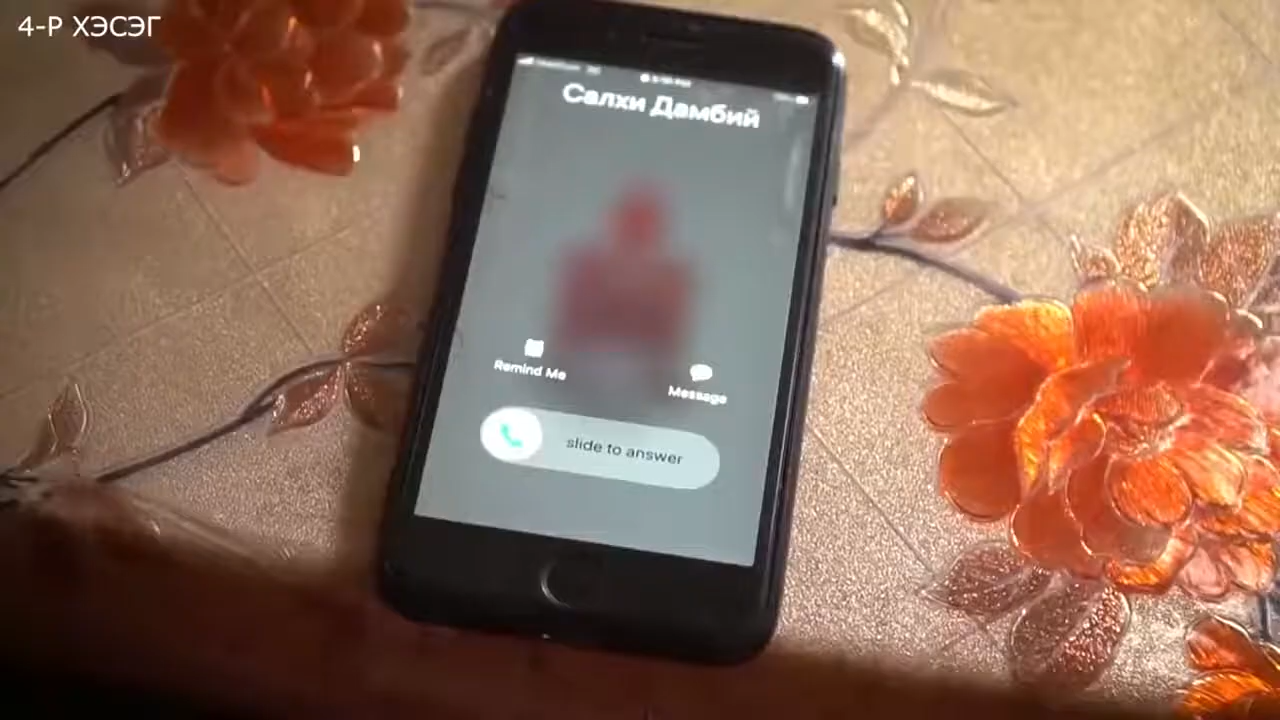 4-Р ХЭСЭГ
Салхи Дамбий
Remind Me
Message
slide to answer